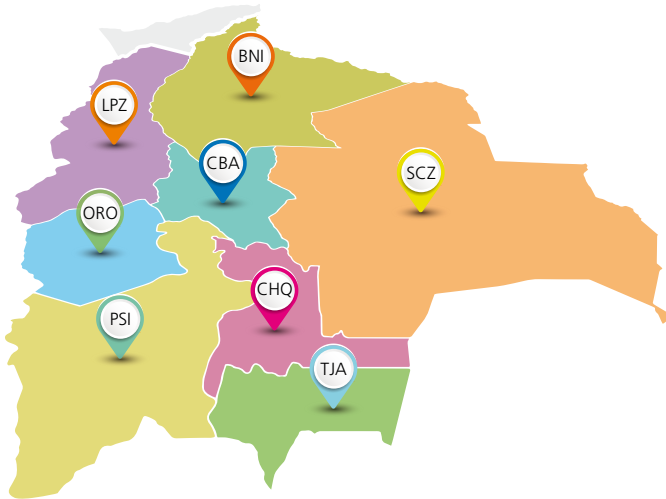 BNI
LPZ
CBA
SCZ
ORO
CHQ
PSI
TJA